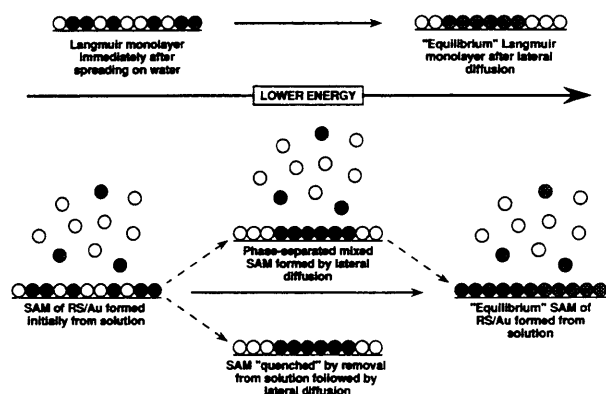 Langmuir monolayer
immediately after
spreading on water
"Equilibrium" Langmuir
monolayer after lateral
diffusion
LOWER ENERGY
Phase-separated mixed
SAM formed by lateral
diffusion
SAM of RS/Au formed
initially from solution
"Equilibrium" SAM of
RS/Au formed from
solution
SAM "quenched" by removal
from solution followed by
lateral diffusion